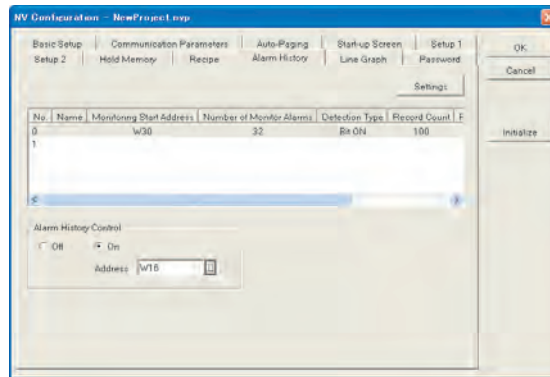 NV Configuration - NewProject.nvp
Basic Setup Communication Parameters Auto-Paging Start-up Screen Setup 1
Setup 2 Hold Memory Recipe Alarm History Line Graph Password
OK
Cancel
Settings
No. Name Monitoring Start Address Number of Monitor Alarms Detection Type Record Count
0 W30 32 Bit ON 100
1
Initialize
Alarm History Control
Off On
Address W16